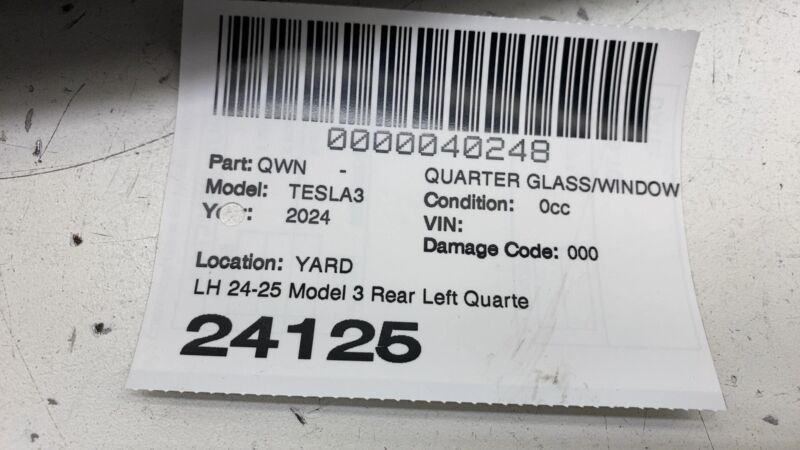 0000040248
Part: QWN - QUARTER GLASS/WINDOW
Model: TESLA3 Condition: 0cc
Ye : 2024 VIN:
Damage Code: 000
Location: YARD
LH 24-25 Model 3 Rear Left Quarte
24125